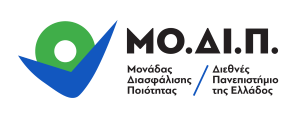 ΜΟ.ΔΙ.Π.
Μονάδας
Διασφάλισης
Ποιότητας
Διεθνές
Πανεπιστήμιο
της Ελλάδος